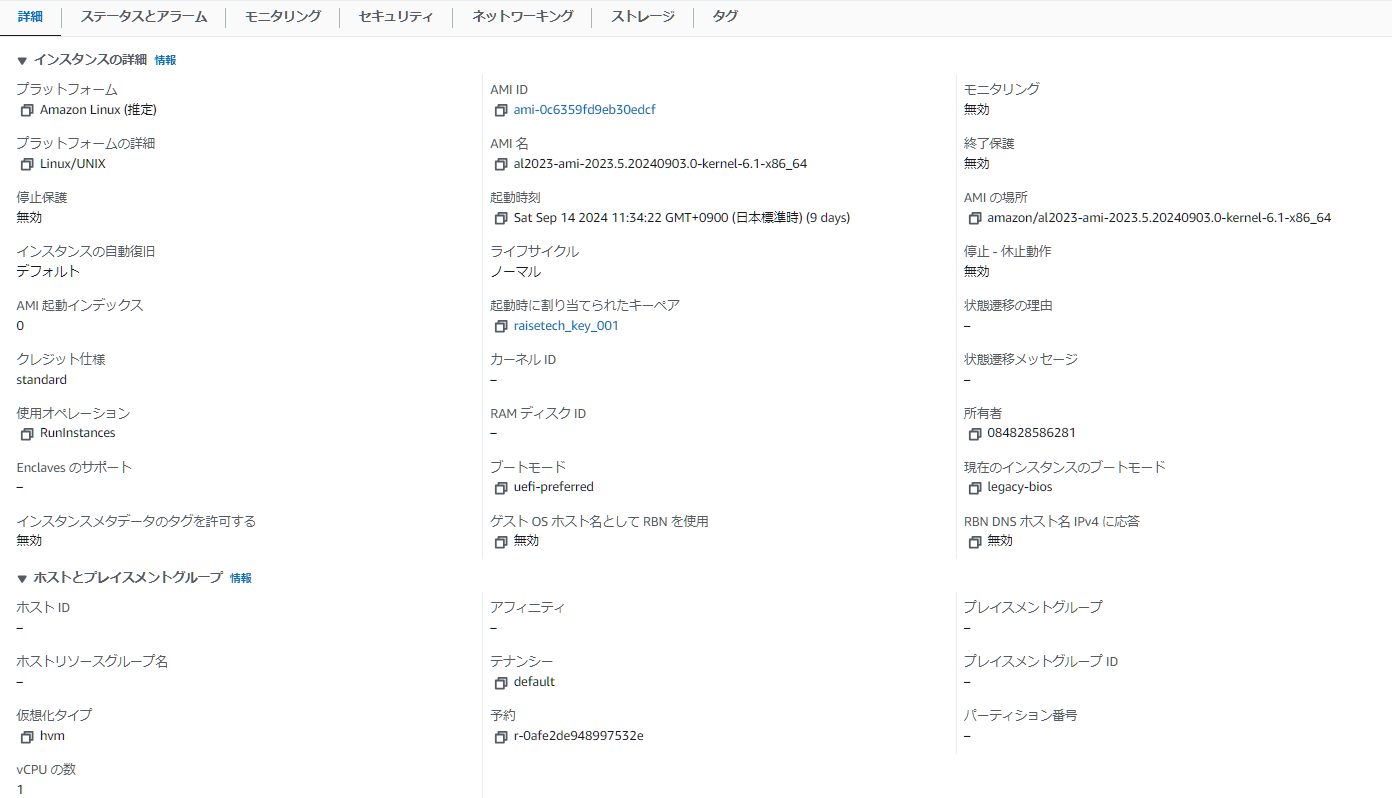 詳細
ステータスとアラーム
モニタリング
セキュリティ
ネットワーキング
ストレージ
タグ
▼ インスタンスの詳細 情報
プラットフォーム
Amazon Linux (推定)
AMI ID
ami-0c6359fd9eb30edcf
モニタリング
無効
プラットフォームの詳細
Linux/UNIX
AMI 名
al2023-ami-2023.5.20240903.0-kernel-6.1-x86_64
終了保護
無効
停止保護
無効
起動時刻
Sat Sep 14 2024 11:34:22 GMT+0900 (日本標準時) (9 days)
AMI の場所
amazon/al2023-ami-2023.5.20240903.0-kernel-6.1-x86_64
インスタンスの自動復旧
デフォルト
ライフサイクル
ノーマル
停止 - 休止動作
無効
AMI 起動インデックス
0
起動時に割り当てられたキーペア
raisetech_key_001
状態遷移の理由
–
クレジット仕様
standard
カーネル ID
–
状態遷移メッセージ
–
使用オペレーション
RunInstances
RAM ディスク ID
–
所有者
084828586281
Enclaves のサポート
–
ブートモード
uefi-preferred
現在のインスタンスのブートモード
legacy-bios
インスタンスメタデータのタグを許可する
無効
ゲスト OS ホスト名として RBN を使用
無効
RBN DNS ホスト名 IPv4 に応答
無効
▼ ホストとプレイスメントグループ 情報
ホスト ID
–
アフィニティ
–
プレイスメントグループ
–
ホストリソースグループ名
–
テナンシー
default
プレイスメントグループ ID
–
仮想化タイプ
hvm
予約
r-0afe2de948997532e
パーティション番号
–
vCPU の数
1